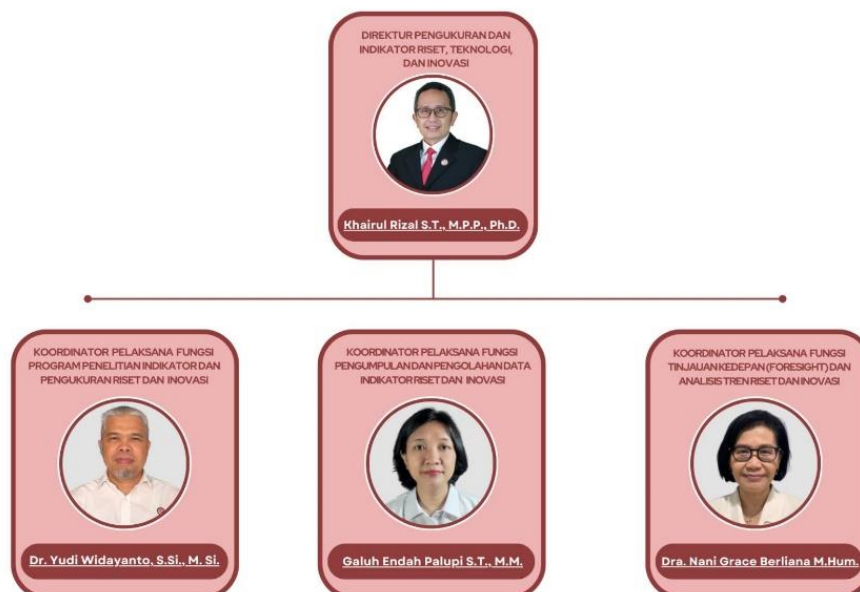 DIREKTUR PENGUKURAN DAN
INDIKATOR RISET, TEKNOLOGI,
DAN INOVASI
Khairul Rizal S.T., M.P.P., Ph.D.
KOORDINATOR PELAKSANA FUNGSI
PROGRAM PENELITIAN INDIKATOR DAN
PENGUKURAN RISET DAN INOVASI
Dr. Yudi Widayanto, S.Si., M. Si.
KOORDINATOR PELAKSANA FUNGSI
PENGUMPULAN DAN PENGOLAHAN DATA
INDIKATOR RISET DAN INOVASI
Galuh Endah Palupi S.T., M.M.
KOORDINATOR PELAKSANA FUNGSI
TINJAUAN KEDEPAN (FORESIGHT) DAN
ANALISIS TREN RISET DAN INOVASI
Dra. Nani Grace Berliana M.Hum.